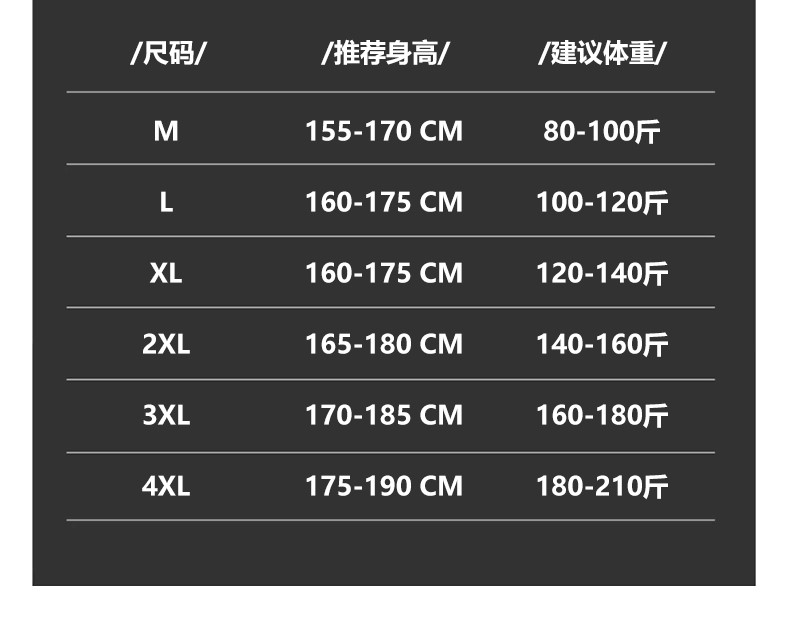 /尺码/ /推荐身高/ /建议体重/
M 155-170 CM 80-100斤
L 160-175 CM 100-120斤
XL 160-175 CM 120-140斤
2XL 165-180 CM 140-160斤
3XL 170-185 CM 160-180斤
4XL 175-190 CM 180-210斤